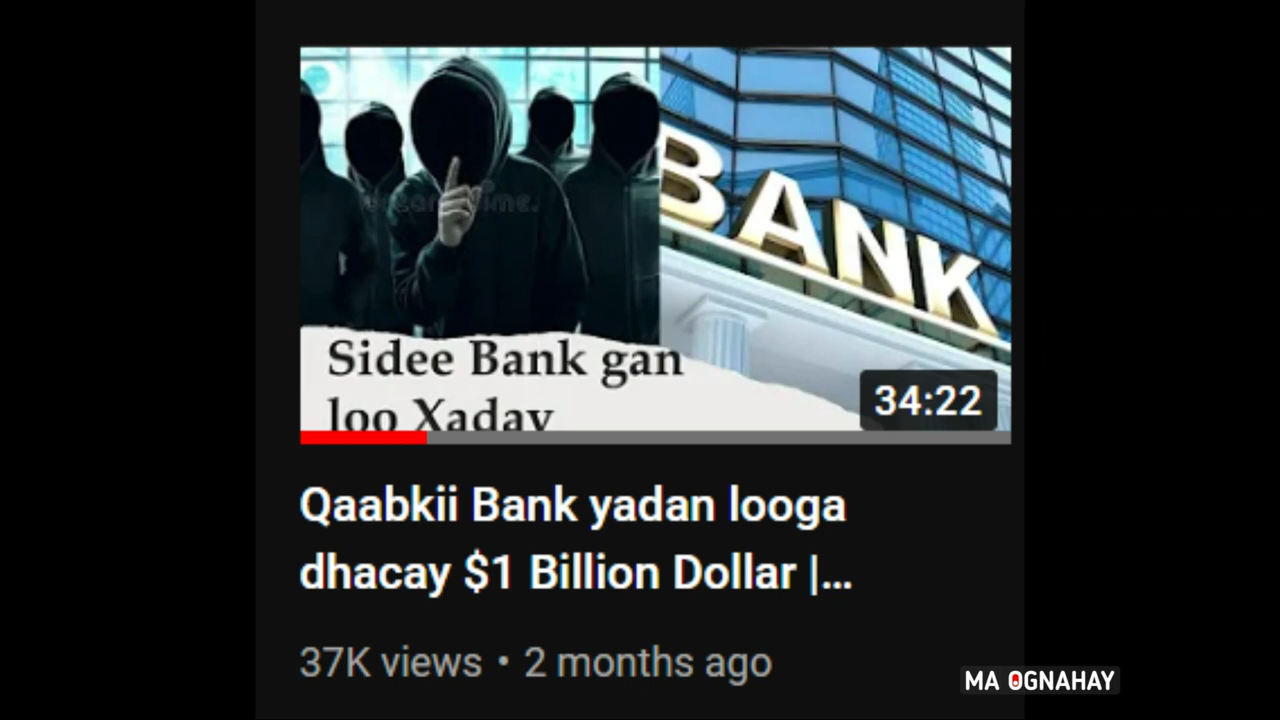 BANK
Sidee Bank gan
loo Xaday
34:22
Qaabkii Bank yadan looga
dhacay $1 Billion Dollar |...
37K views • 2 months ago
MA OGNAHAY